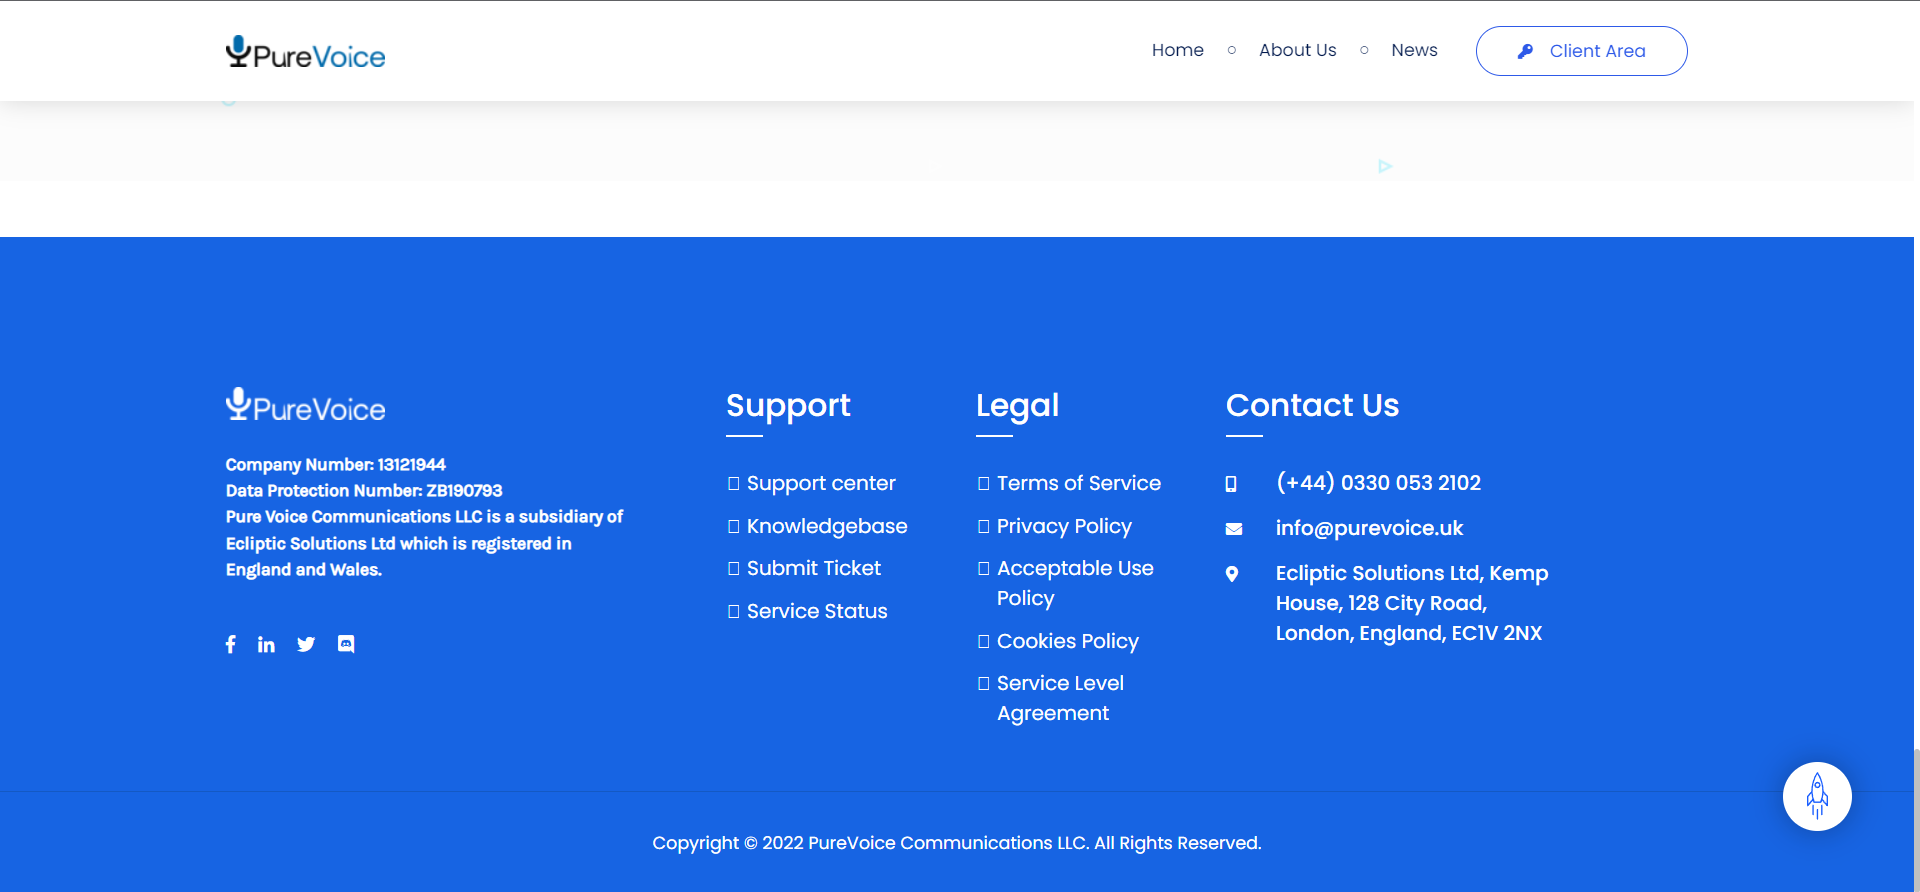 PureVoice
Home
About Us
News
Client Area
PureVoice
Company Number: 13121944
Data Protection Number: ZB190793
Pure Voice Communications LLC is a subsidiary of
Ecliptic Solutions Ltd which is registered in
England and Wales.
Support
Support center
Knowledgebase
Submit Ticket
Service Status
Legal
Terms of Service
Privacy Policy
Acceptable Use
Policy
Cookies Policy
Service Level
Agreement
Contact Us
(+44) 0330 053 2102
info@purevoice.uk
Ecliptic Solutions Ltd, Kemp
House, 128 City Road,
London, England, EC1V 2NX
Copyright © 2022 PureVoice Communications LLC. All Rights Reserved.